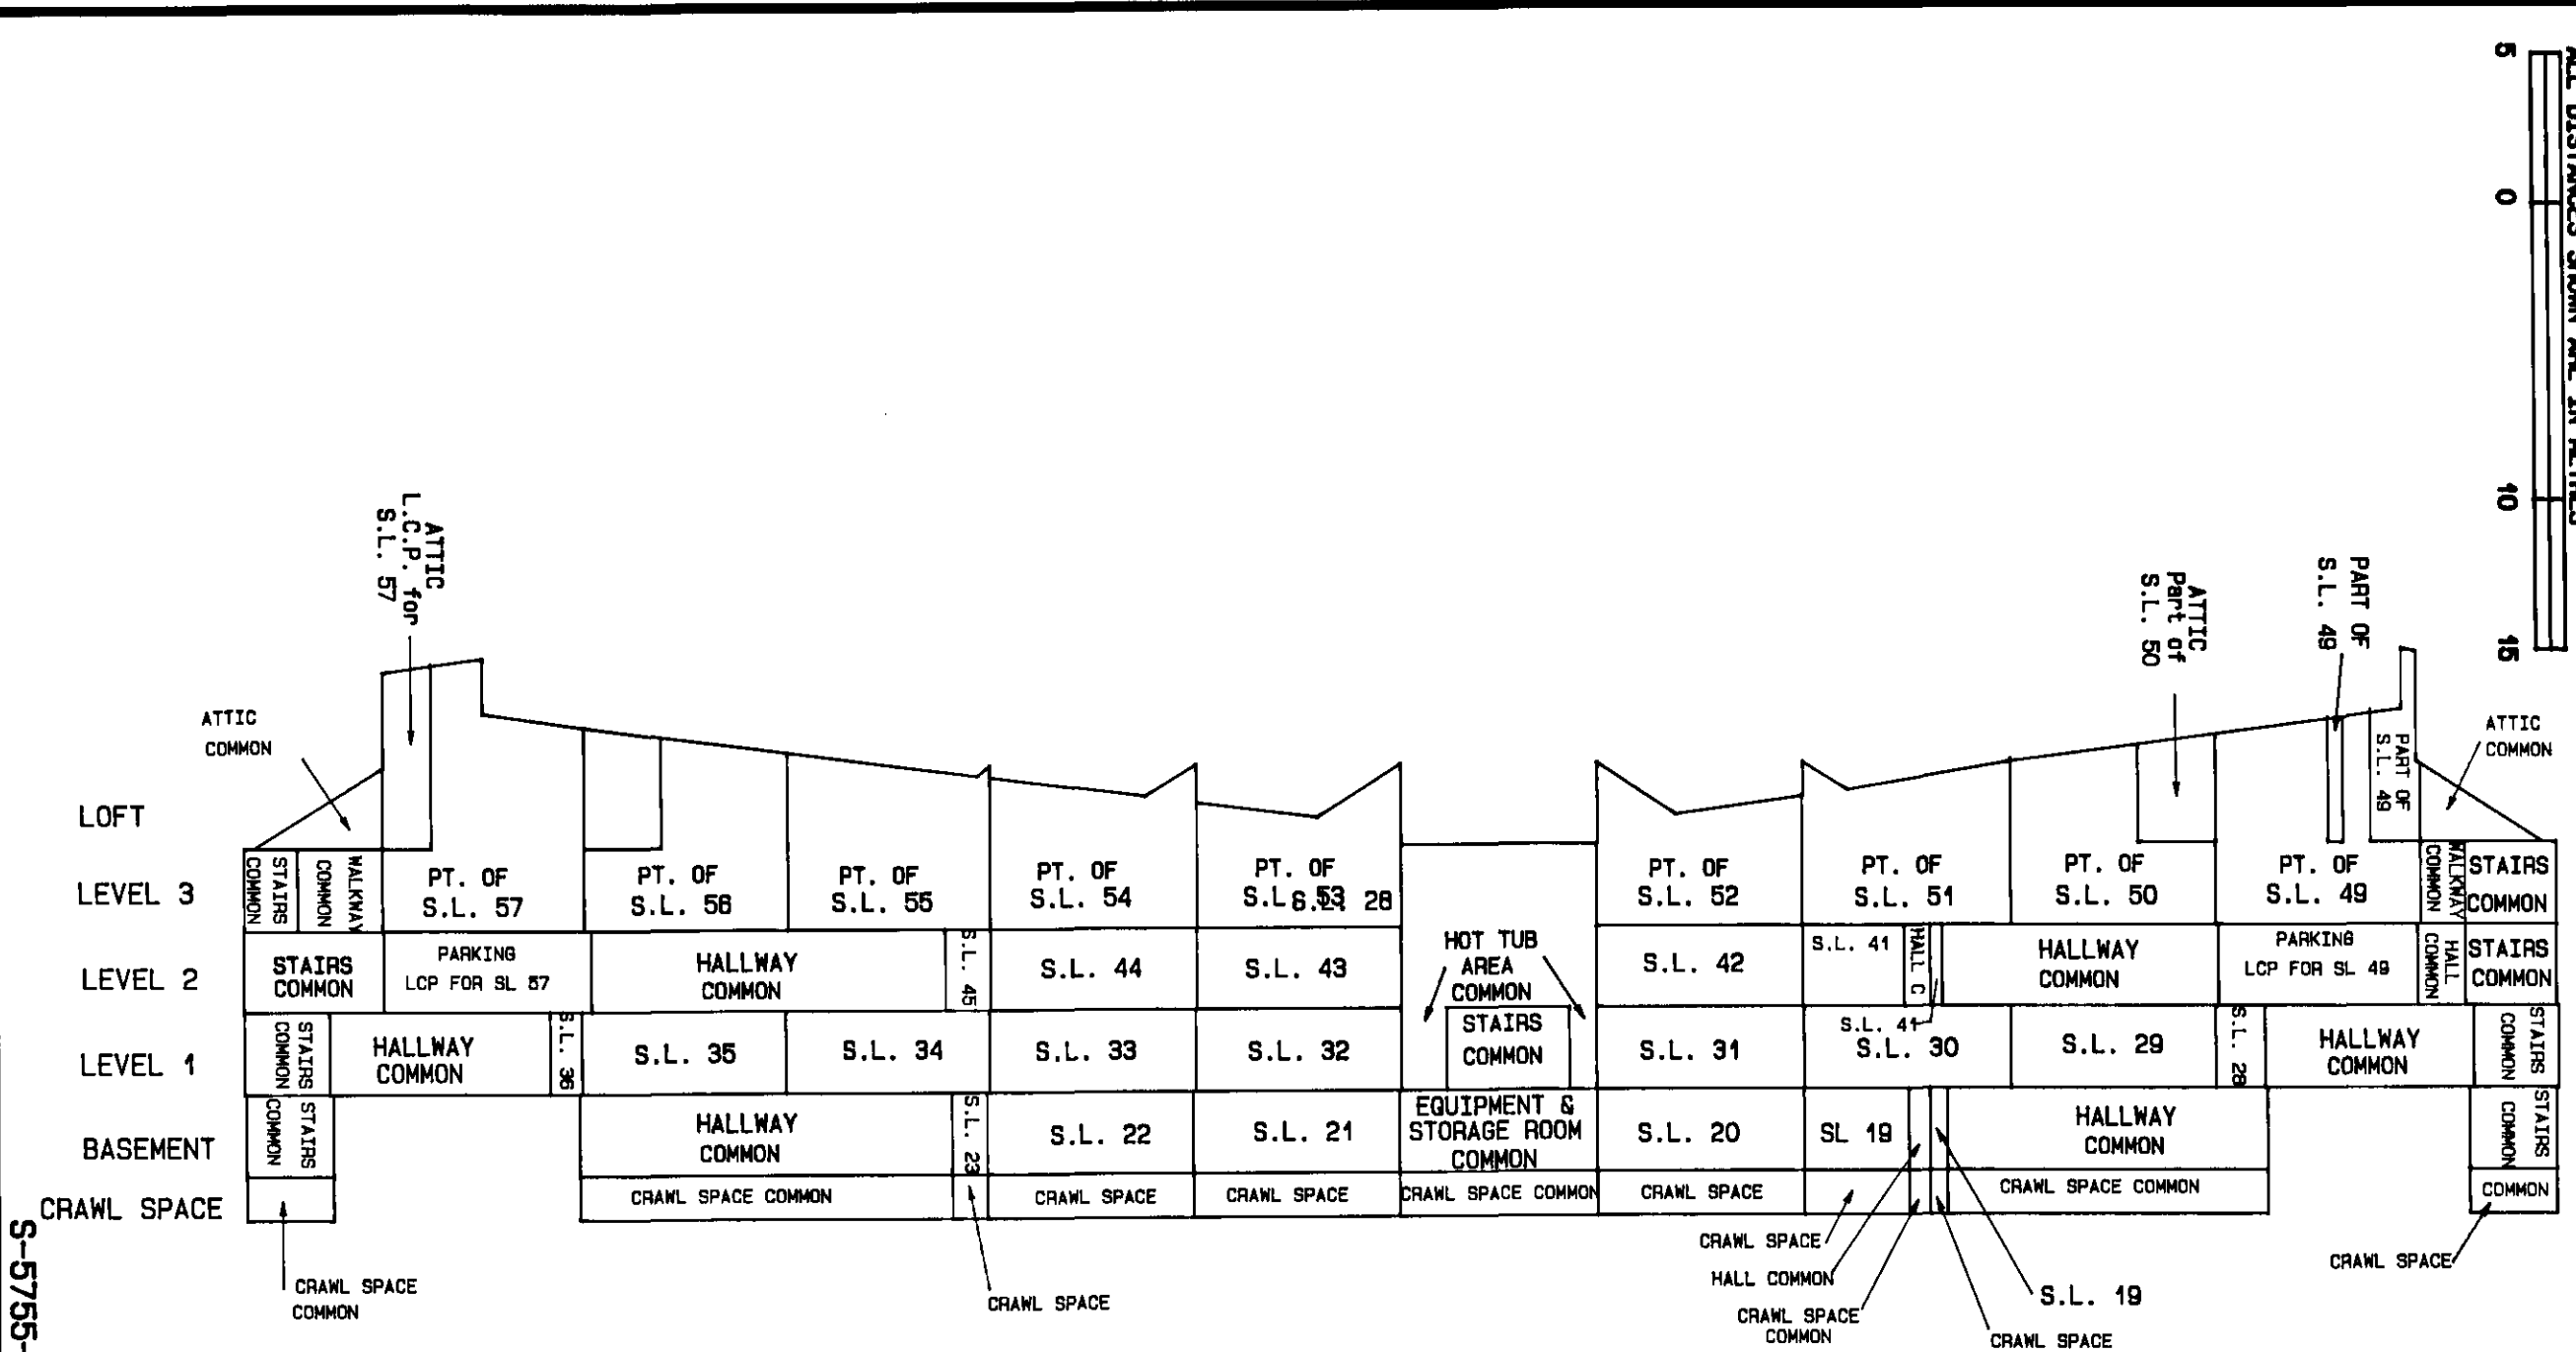 ALL DISTANCES SHOWN ARE IN METRES
5
0
10
15
ATTIC
L.C.P. for
S.L. 57
ATTIC
Part of
S.L. 50
PART OF
S.L. 49
ATTIC
COMMON
PART OF
S.L. 49
ATTIC
COMMON
LOFT
LEVEL 3
STAIRS
COMMON
WALKWAY
COMMON
PT. OF
S.L. 57
PT. OF
S.L. 56
PT. OF
S.L. 55
PT. OF
S.L. 54
PT. OF
S.L. 53
S.L. 28
PT. OF
S.L. 52
PT. OF
S.L. 51
PT. OF
S.L. 50
PT. OF
S.L. 49
WALKWAY
COMMON
STAIRS
COMMON
LEVEL 2
STAIRS
COMMON
PARKING
LCP FOR SL 57
HALLWAY
COMMON
S.L. 45
S.L. 44
S.L. 43
HOT TUB
AREA
COMMON
S.L. 42
S.L. 41
HALL C
HALLWAY
COMMON
PARKING
LCP FOR SL 49
HALL
COMMON
STAIRS
COMMON
LEVEL 1
STAIRS
COMMON
HALLWAY
COMMON
S.L. 36
S.L. 35
S.L. 34
S.L. 33
S.L. 32
STAIRS
COMMON
S.L. 31
S.L. 41
S.L. 30
S.L. 29
S.L. 28
HALLWAY
COMMON
STAIRS
COMMON
BASEMENT
STAIRS
COMMON
HALLWAY
COMMON
S.L. 23
S.L. 22
S.L. 21
EQUIPMENT &
STORAGE ROOM
COMMON
S.L. 20
SL 19
HALLWAY
COMMON
STAIRS
COMMON
CRAWL SPACE
CRAWL SPACE COMMON
CRAWL SPACE
CRAWL SPACE
CRAWL SPACE COMMON
CRAWL SPACE
CRAWL SPACE COMMON
COMMON
CRAWL SPACE
COMMON
CRAWL SPACE
CRAWL SPACE
HALL COMMON
CRAWL SPACE
COMMON
S.L. 19
CRAWL SPACE
CRAWL SPACE
S-5755-